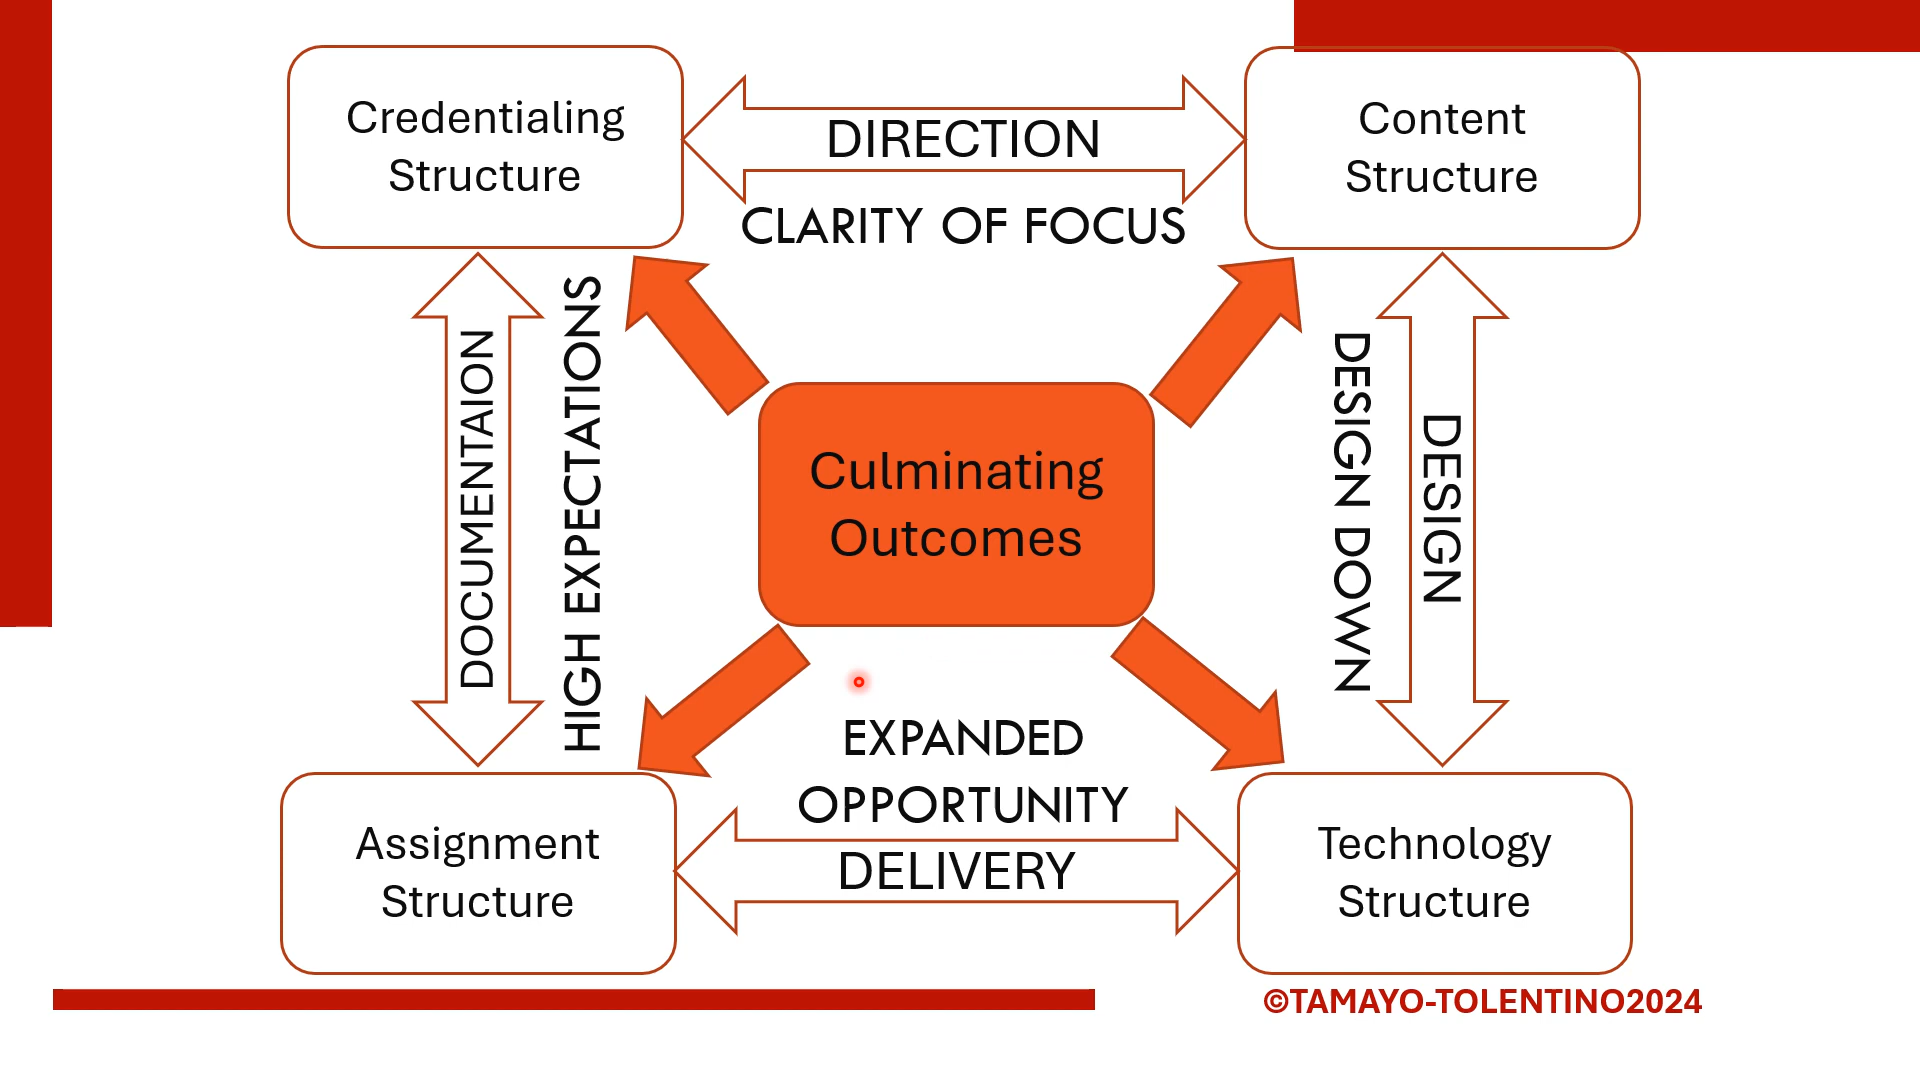 Credentialing
Structure
DIRECTION
CLARITY OF FOCUS
Content
Structure
DOCUMENTAION
HIGH EXPECTATIONS
Culminating
Outcomes
DESIGN DOWN
DESIGN
EXPANDED
OPPORTUNITY
DELIVERY
Assignment
Structure
Technology
Structure
©TAMAYO-TOLENTINO2024